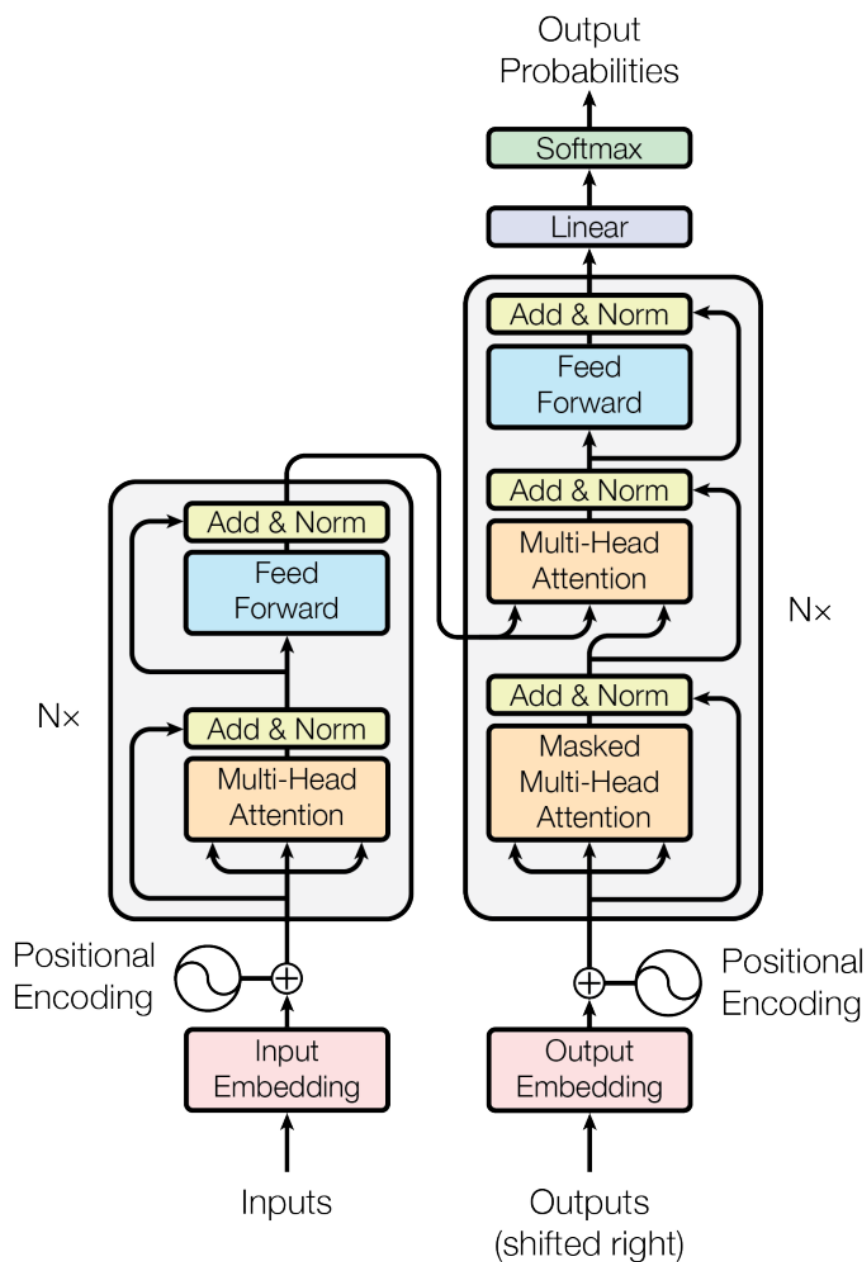 Output
Probabilities
Softmax
Linear
Add & Norm
Feed
Forward
Add & Norm
Multi-Head
Attention
Add & Norm
Masked
Multi-Head
Attention
Nx
Add & Norm
Feed
Forward
Add & Norm
Multi-Head
Attention
Nx
Positional
Encoding
Positional
Encoding
Input
Embedding
Output
Embedding
Inputs
Outputs
(shifted right)